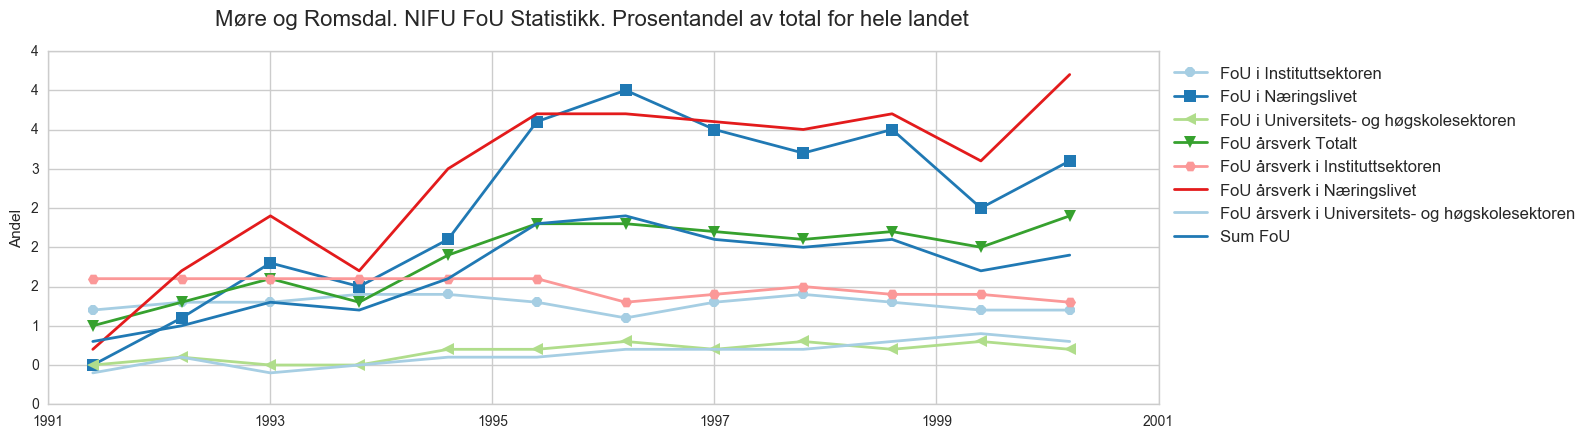 Møre og Romsdal. NIFU FoU Statistikk. Prosentandel av total for hele landet
Andel
4
4
4
3
2
2
2
1
0
0
1991
1993
1995
1997
1999
2001
FoU i Instituttsektoren
FoU i Næringslivet
FoU i Universitets- og høgskolesektoren
FoU årsverk Totalt
FoU årsverk i Instituttsektoren
FoU årsverk i Næringslivet
FoU årsverk i Universitets- og høgskolesektoren
Sum FoU